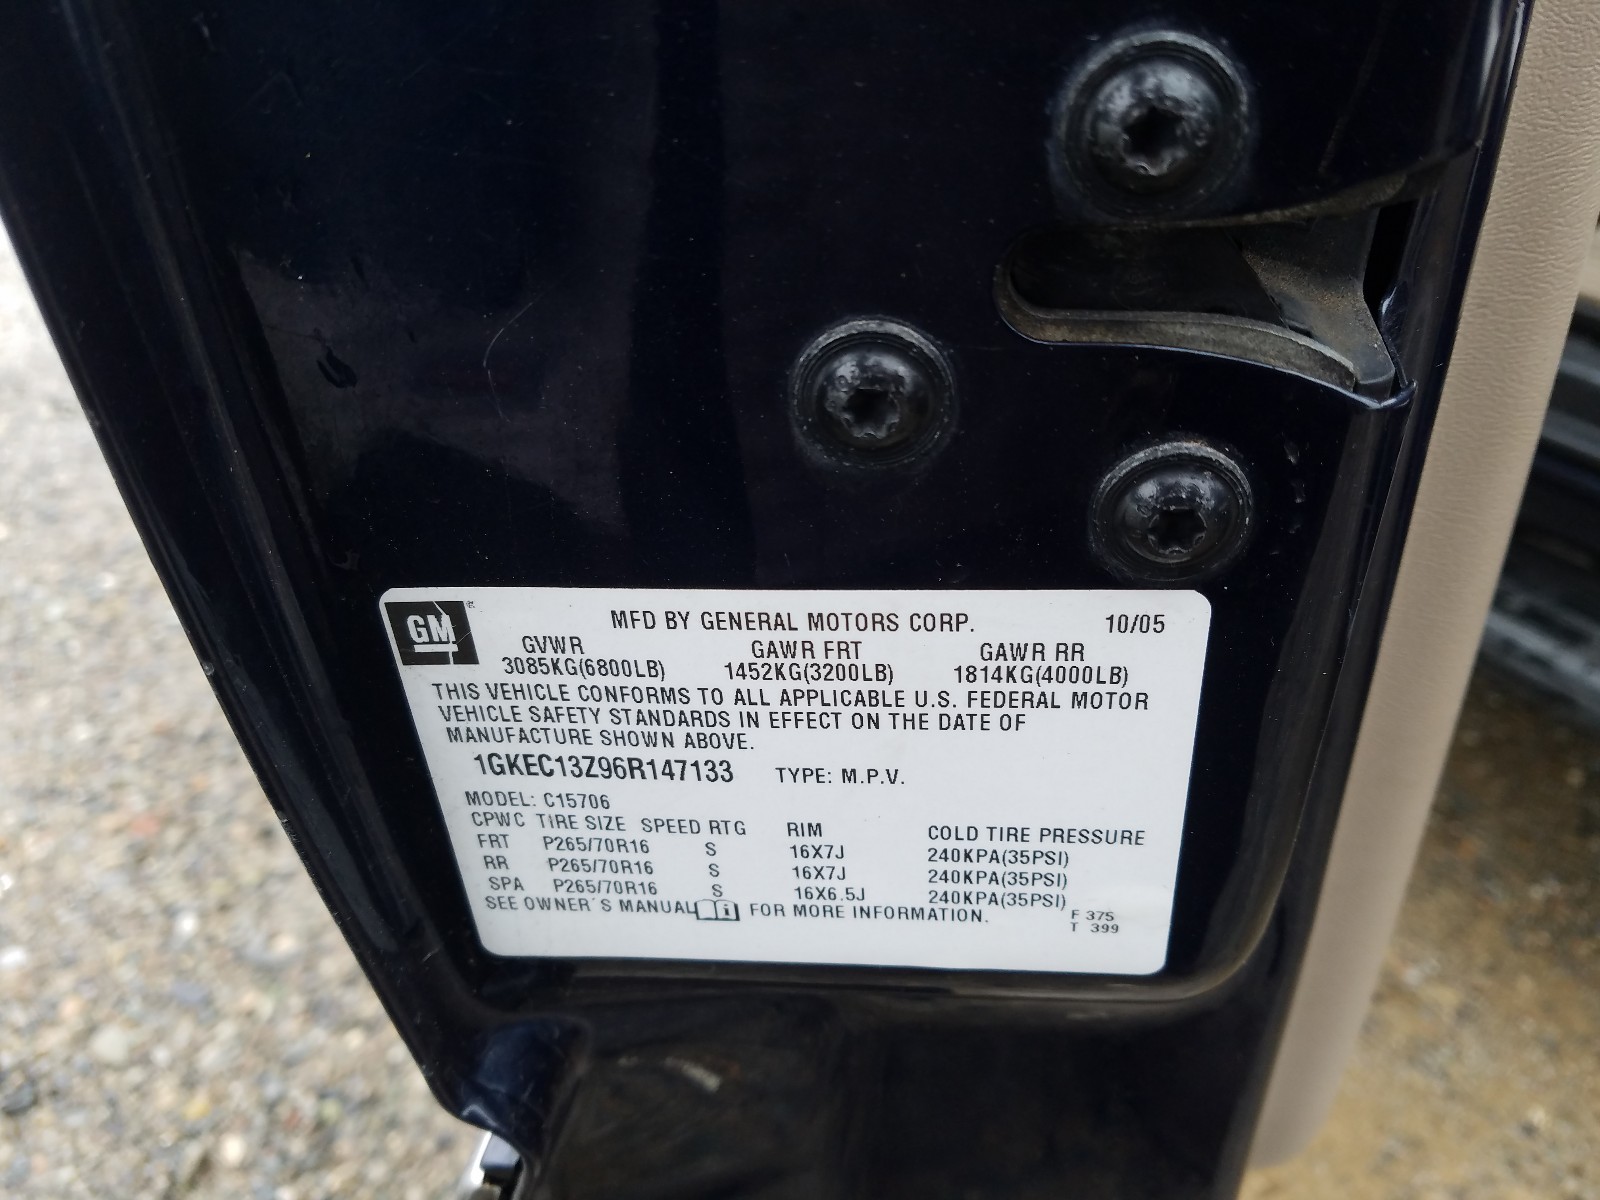 GM
MFD BY GENERAL MOTORS CORP. 10/05
GVWR GAWR FRT GAWR RR
3085KG(6800LB) 1452KG(3200LB) 1814KG(4000LB)
THIS VEHICLE CONFORMS TO ALL APPLICABLE U.S. FEDERAL MOTOR
VEHICLE SAFETY STANDARDS IN EFFECT ON THE DATE OF
MANUFACTURE SHOWN ABOVE.
1GKEC13Z96R147133 TYPE: M.P.V.
MODEL: C15706
CPWC TIRE SIZE SPEED RTG RIM COLD TIRE PRESSURE
FRT P265/70R16 S 16X7J 240KPA(35PSI)
RR P265/70R16 S 16X7J 240KPA(35PSI)
SPA P265/70R16 S 16X6.5J 240KPA(35PSI)
SEE OWNER'S MANUAL FOR MORE INFORMATION.
F 375
T 399